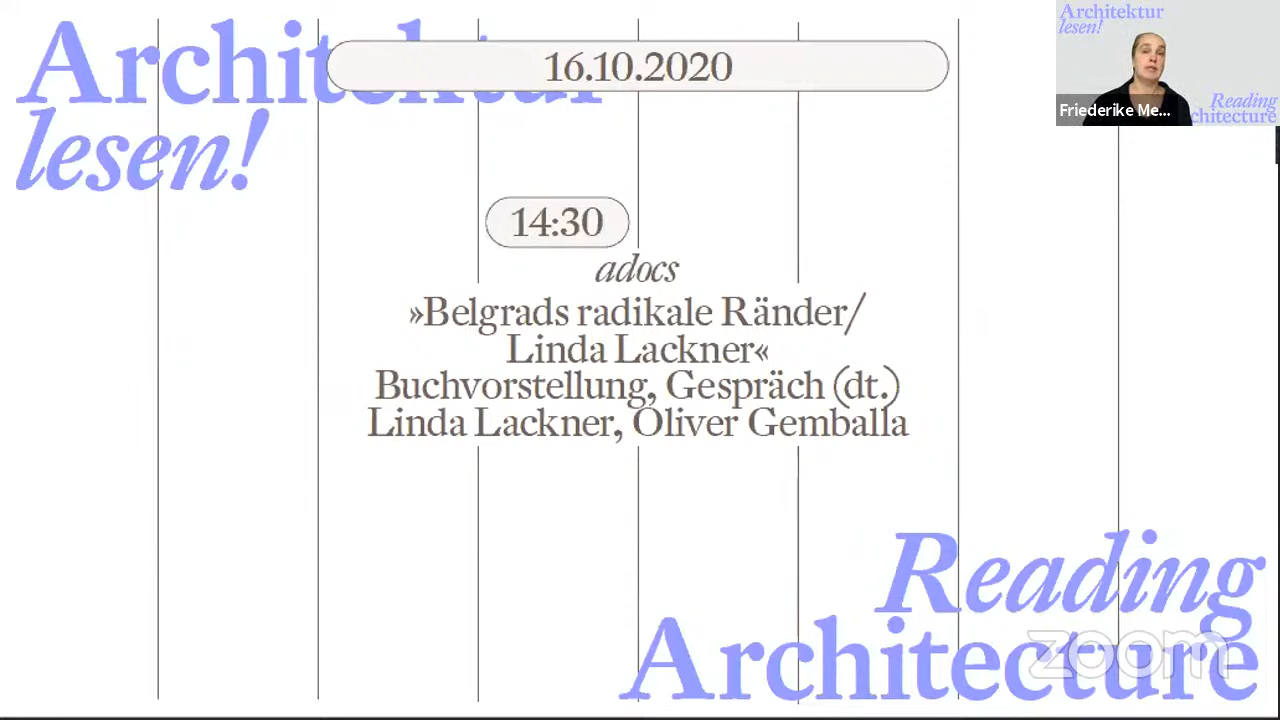 Architektur
lesen!
16.10.2020
14:30
adocs
»Belgrads radikale Ränder/
Linda Lackner«
Buchvorstellung, Gespräch (dt.)
Linda Lackner, Oliver Gemballa
Reading
Architecture
zoom
Architektur
lesen!
Friederike Me...
Reading
chitecture